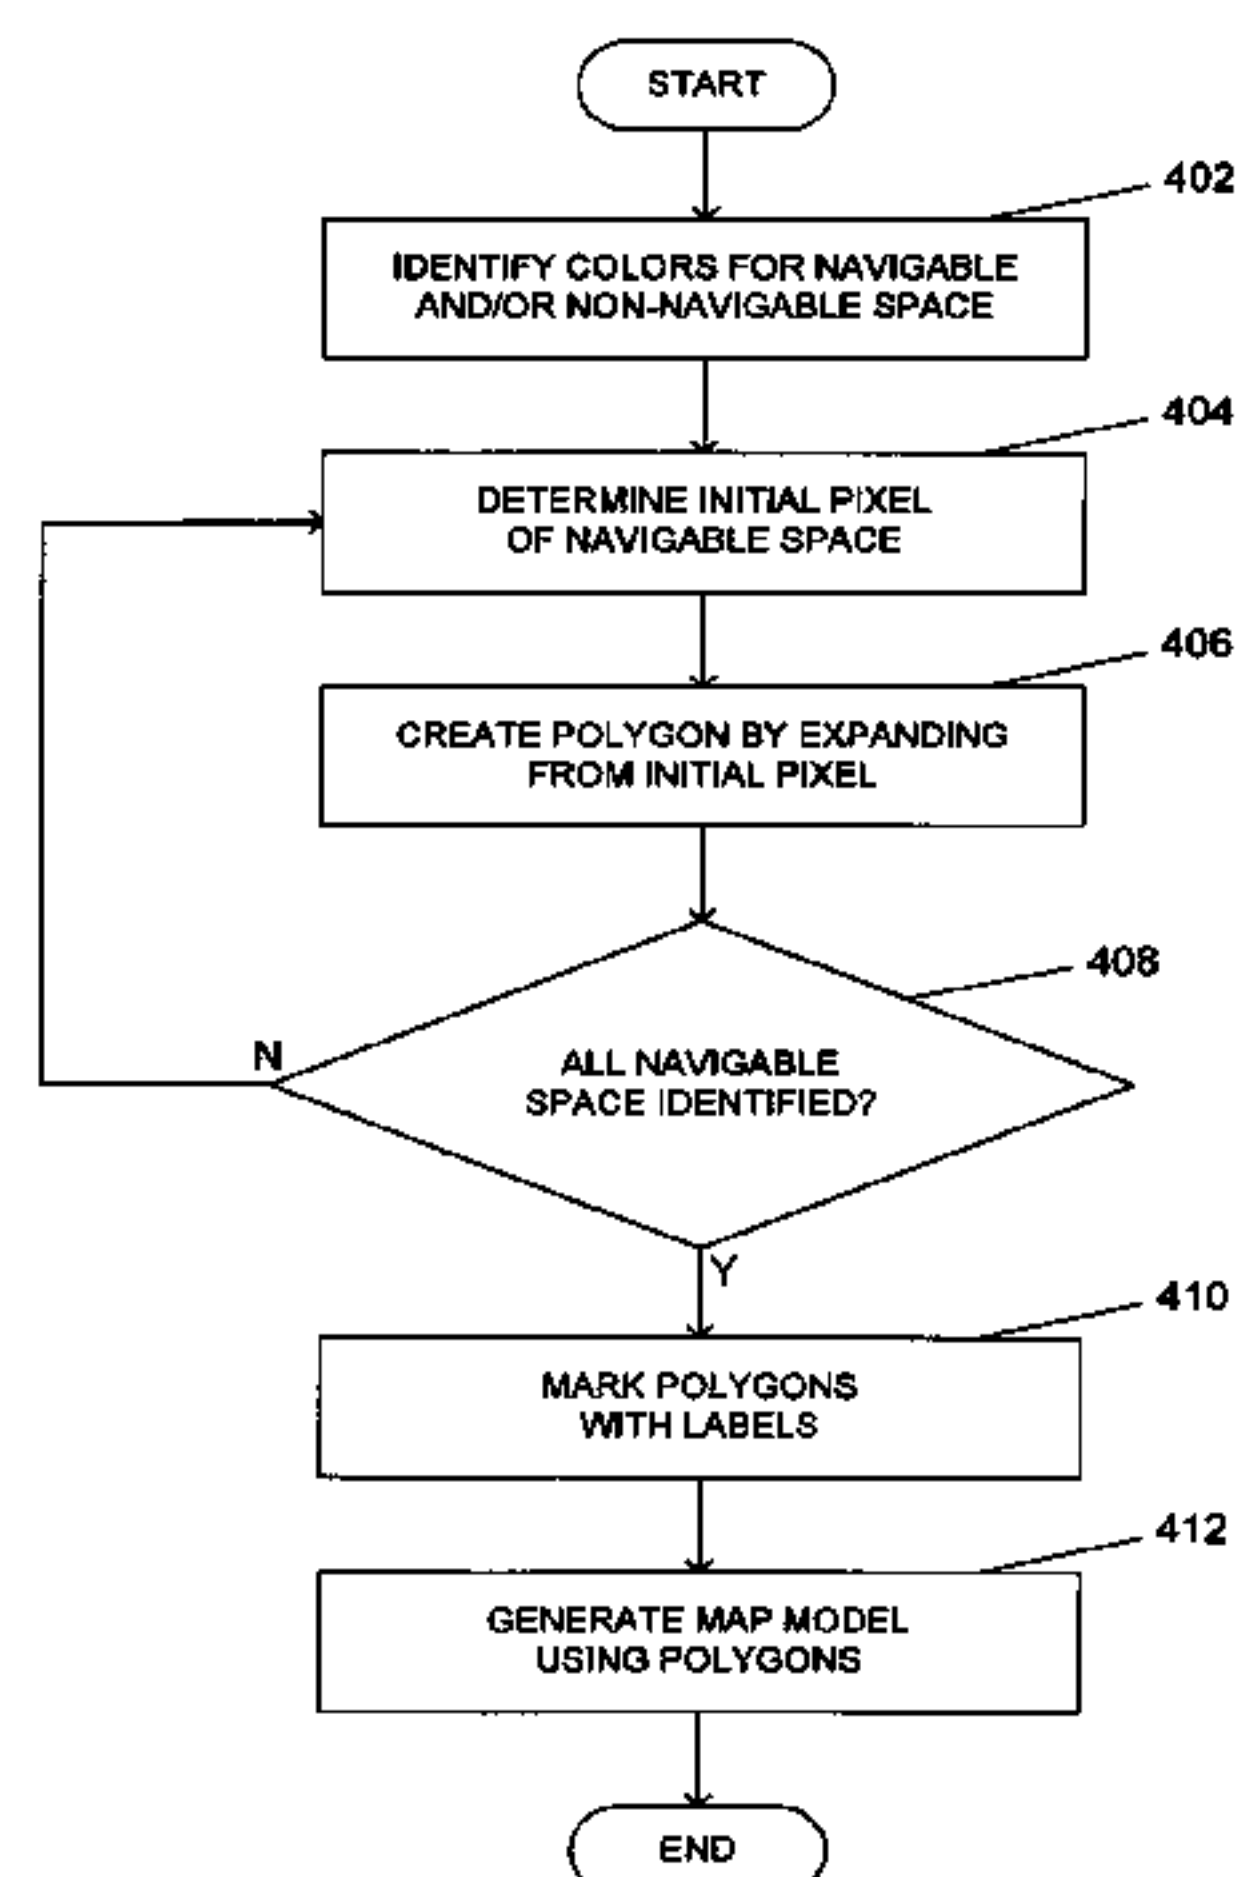 START
402
IDENTIFY COLORS FOR NAVIGABLE
AND/OR NON-NAVIGABLE SPACE
404
DETERMINE INITIAL PIXEL
OF NAVIGABLE SPACE
406
CREATE POLYGON BY EXPANDING
FROM INITIAL PIXEL
408
N
ALL NAVIGABLE
SPACE IDENTIFIED?
Y
410
MARK POLYGONS
WITH LABELS
412
GENERATE MAP MODEL
USING POLYGONS
END